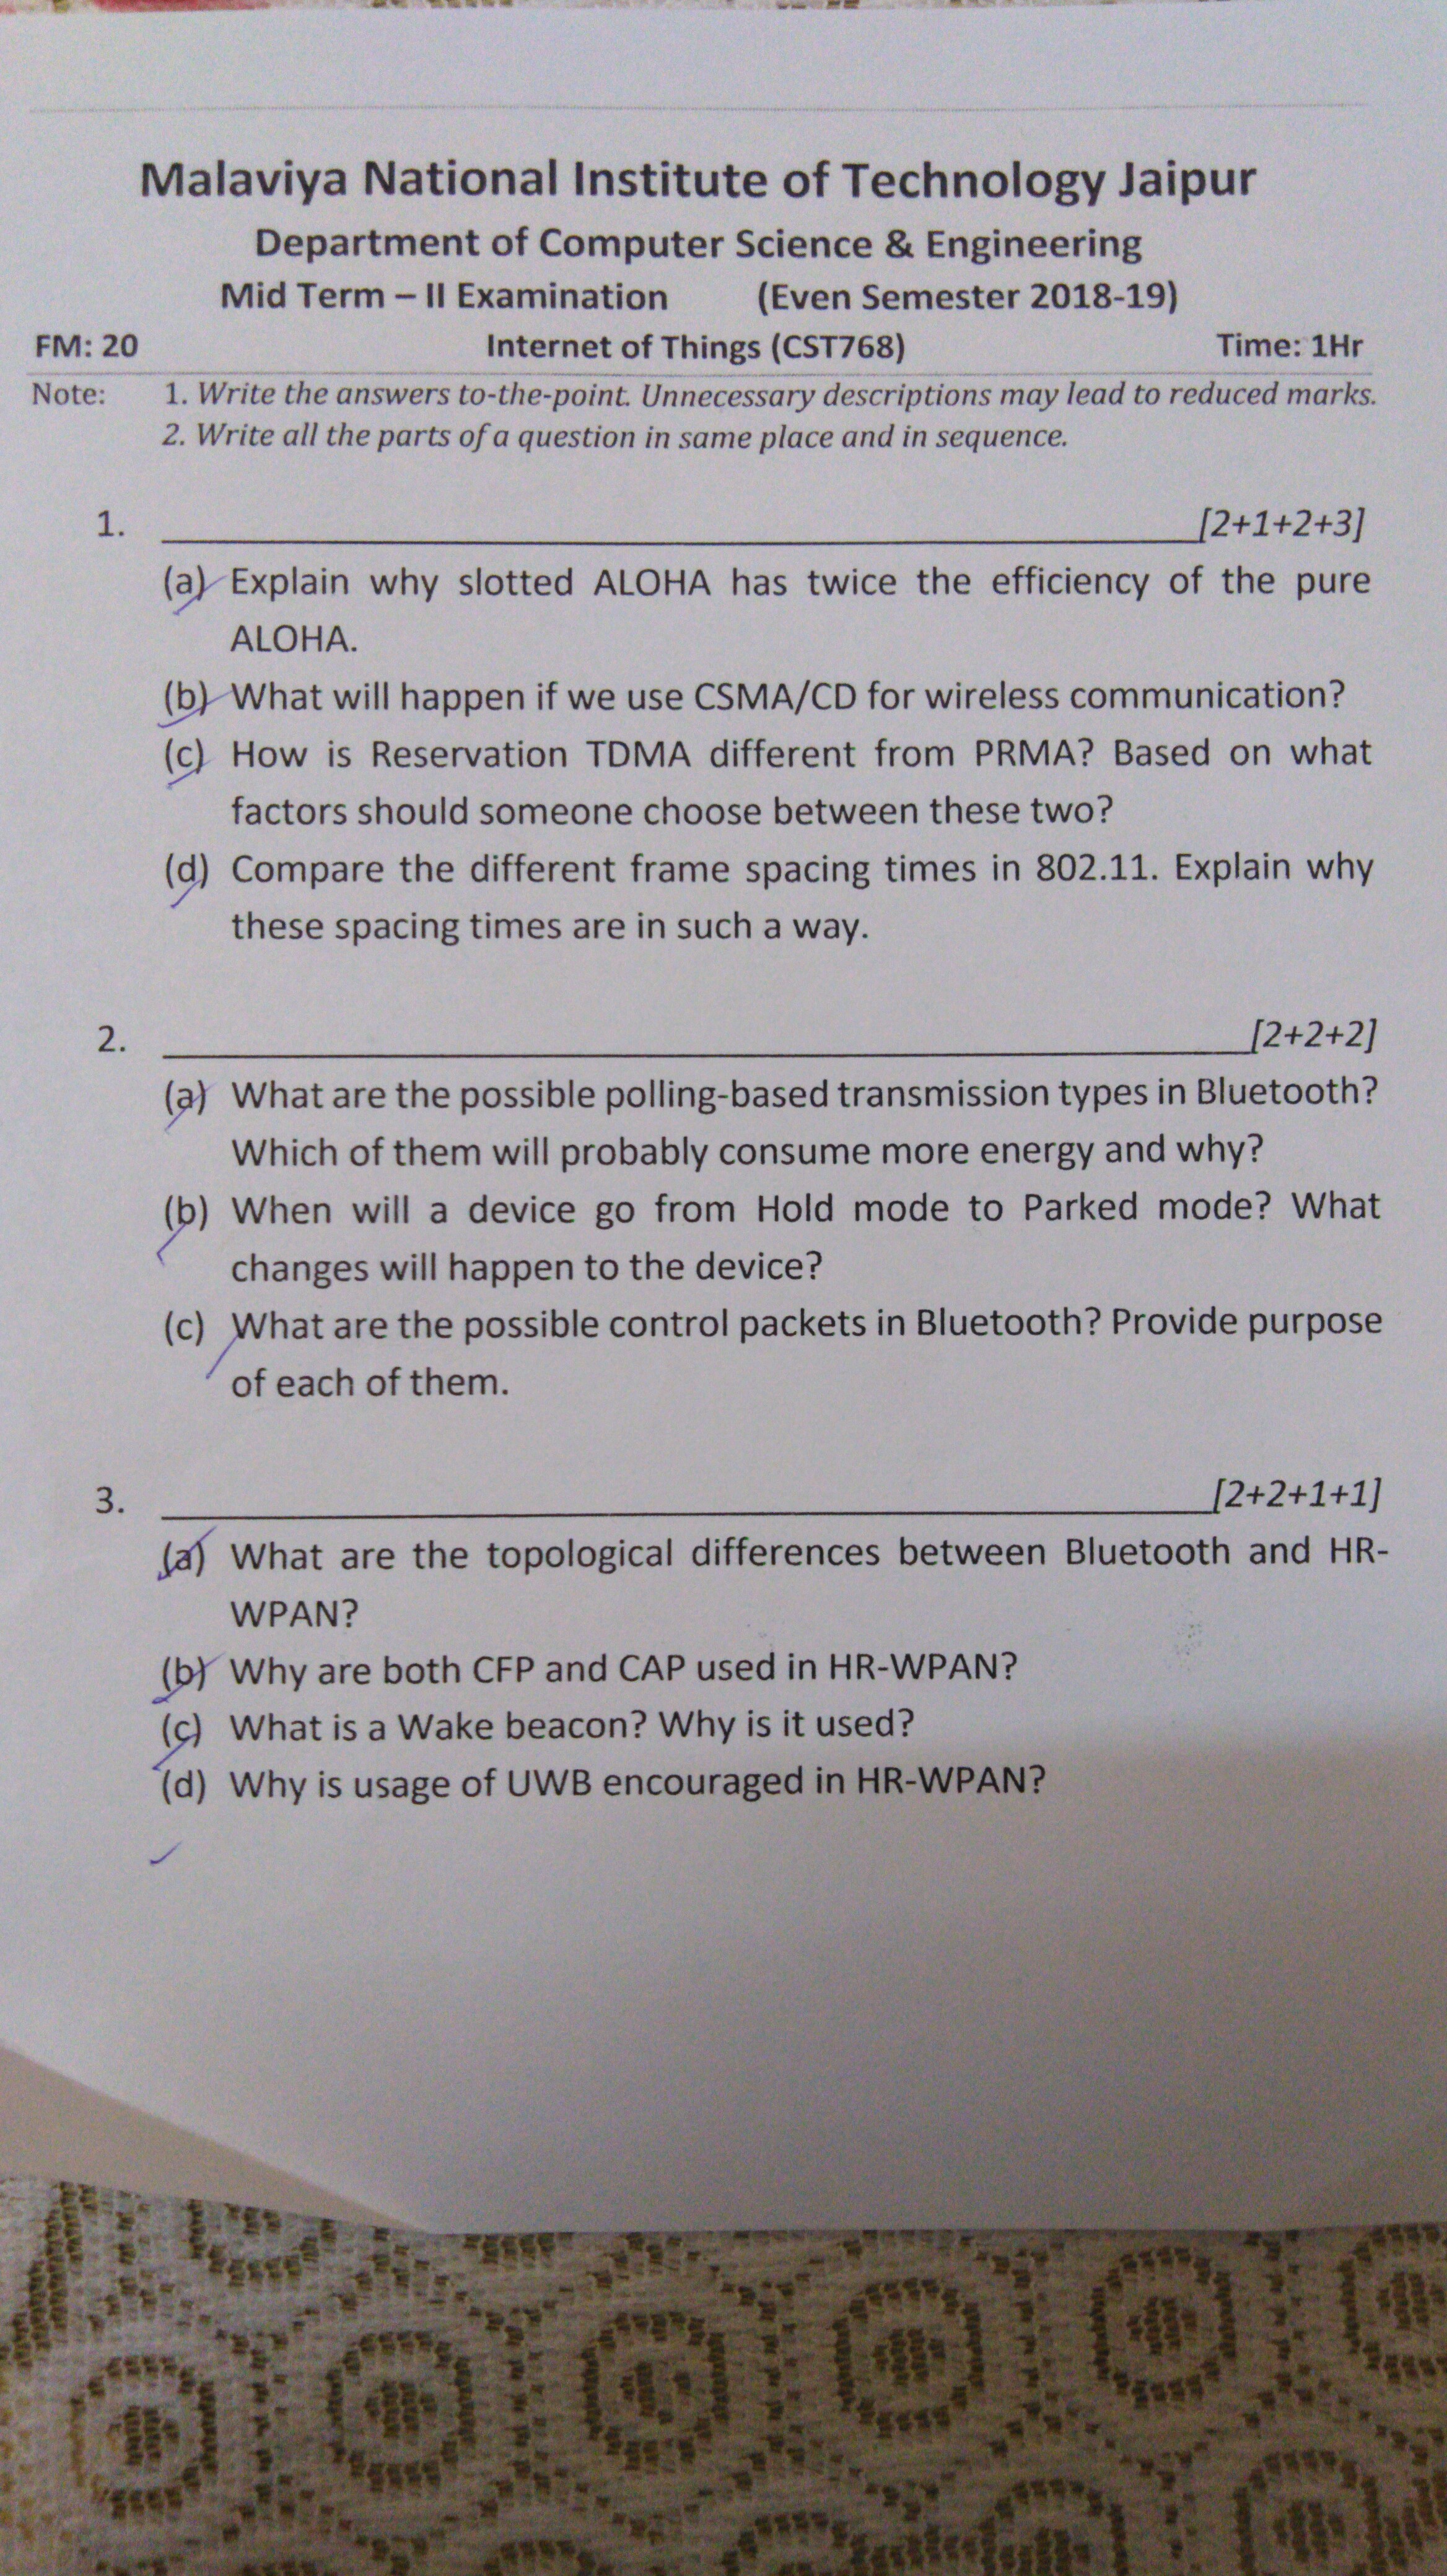 Malaviya National Institute of Technology Jaipur
Department of Computer Science & Engineering
Mid Term – II Examination (Even Semester 2018-19)
FM: 20 Internet of Things (CST768) Time: 1Hr
Note: 1. Write the answers to-the-point. Unnecessary descriptions may lead to reduced marks.
2. Write all the parts of a question in same place and in sequence.
1. [2+1+2+3]
(a) Explain why slotted ALOHA has twice the efficiency of the pure
ALOHA.
(b) What will happen if we use CSMA/CD for wireless communication?
(c) How is Reservation TDMA different from PRMA? Based on what
factors should someone choose between these two?
(d) Compare the different frame spacing times in 802.11. Explain why
these spacing times are in such a way.
2. [2+2+2]
(a) What are the possible polling-based transmission types in Bluetooth?
Which of them will probably consume more energy and why?
(b) When will a device go from Hold mode to Parked mode? What
changes will happen to the device?
(c) What are the possible control packets in Bluetooth? Provide purpose
of each of them.
3. [2+2+1+1]
(a) What are the topological differences between Bluetooth and HR-
WPAN?
(b) Why are both CFP and CAP used in HR-WPAN?
(c) What is a Wake beacon? Why is it used?
(d) Why is usage of UWB encouraged in HR-WPAN?